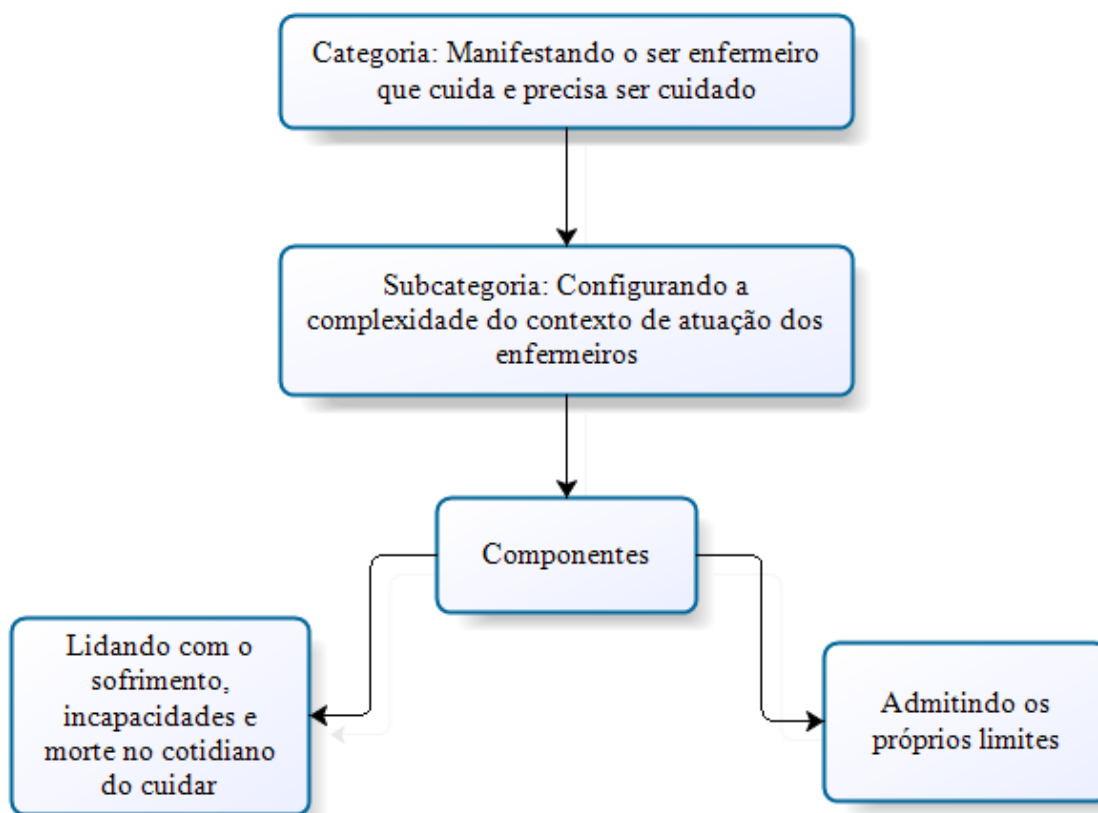 Categoria: Manifestando o ser enfermeiro
que cuida e precisa ser cuidado
Subcategoria: Configurando a
complexidade do contexto de atuação dos
enfermeiros
Componentes
Lidando com o
sofrimento,
incapacidades e
morte no cotidiano
do cuidar
Admitindo os
próprios limites